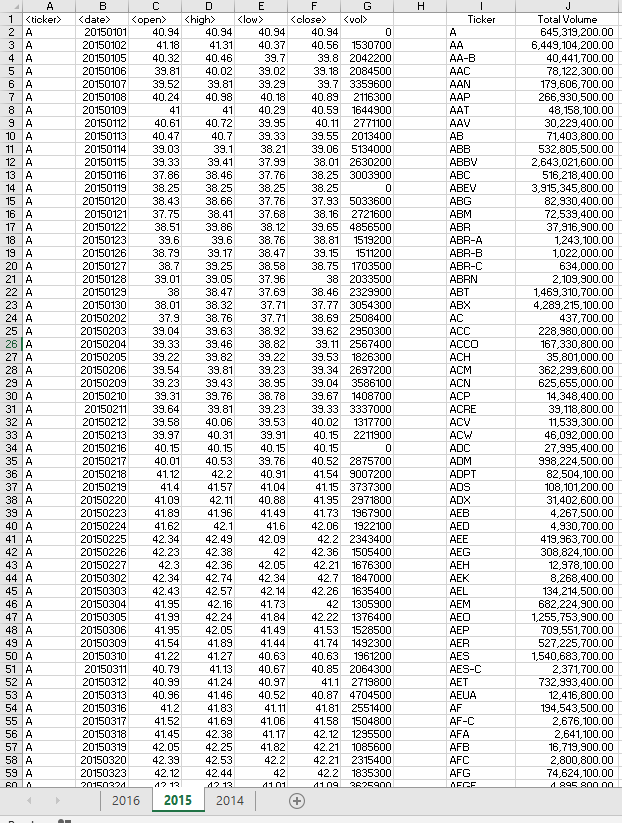 A B C D E F G H I J
1 <ticker> <date> <open> <high> <low> <close> <vol> Ticker Total Volume
2 A 20150101 40.94 40.94 40.94 40.94 0 A 645,319,200.00
3 A 20150102 41.18 41.31 40.37 40.56 1530700 AA 6,449,104,200.00
4 A 20150105 40.32 40.46 39.7 39.8 2042200 AA-B 40,441,700.00
5 A 20150106 39.81 40.02 39.02 39.18 2084500 AAC 78,122,300.00
6 A 20150107 39.52 39.81 39.29 39.7 3359600 AAN 179,606,700.00
7 A 20150108 40.24 40.98 40.18 40.89 2116300 AAP 266,930,500.00
8 A 20150109 41 41 40.29 40.59 1644900 AAT 48,158,100.00
9 A 20150112 40.61 40.72 39.95 40.11 2771100 AAV 30,229,400.00
10 A 20150113 40.47 40.7 39.33 39.55 2013400 AB 71,403,800.00
11 A 20150114 39.03 39.1 38.21 39.06 5134000 ABB 532,805,500.00
12 A 20150115 39.33 39.41 37.99 38.01 2630200 ABBV 2,643,021,600.00
13 A 20150116 37.86 38.46 37.76 38.25 3003900 ABC 516,218,400.00
14 A 20150119 38.25 38.25 38.25 38.25 0 ABEV 3,915,345,800.00
15 A 20150120 38.43 38.66 37.76 37.93 5033600 ABG 82,930,400.00
16 A 20150121 37.75 38.41 37.68 38.16 2721600 ABM 72,539,400.00
17 A 20150122 38.51 39.86 38.12 39.65 4856500 ABR 37,916,900.00
18 A 20150123 39.6 39.6 38.76 38.81 1519200 ABR-A 1,243,100.00
19 A 20150126 38.79 39.17 38.47 39.15 1511200 ABR-B 1,022,000.00
20 A 20150127 38.7 39.25 38.58 38.75 1703500 ABR-C 634,000.00
21 A 20150128 39.01 39.05 37.96 38 2033500 ABRN 2,109,900.00
22 A 20150129 38 38.47 37.69 38.46 2329900 ABT 1,469,310,700.00
23 A 20150130 38.01 38.32 37.71 37.77 3054300 ABX 4,289,215,100.00
24 A 20150202 37.9 38.76 37.71 38.69 2508400 AC 437,700.00
25 A 20150203 39.04 39.63 38.92 39.62 2950300 ACC 228,980,000.00
26 A 20150204 39.33 39.46 38.82 39.11 2567400 ACCO 167,330,800.00
27 A 20150205 39.22 39.82 39.22 39.53 1826300 ACH 35,801,000.00
28 A 20150206 39.54 39.81 39.23 39.34 2697200 ACM 362,299,600.00
29 A 20150209 39.23 39.43 38.95 39.04 3586100 ACN 625,655,000.00
30 A 20150210 39.31 39.76 38.78 39.67 1408700 ACP 14,348,400.00
31 A 20150211 39.64 39.81 39.23 39.33 3337000 ACRE 39,118,800.00
32 A 20150212 39.58 40.06 39.53 40.02 1317700 ACV 11,539,300.00
33 A 20150213 39.97 40.31 39.91 40.15 2211900 ACW 46,092,000.00
34 A 20150216 40.15 40.15 40.15 40.15 0 ADC 27,995,400.00
35 A 20150217 40.01 40.53 39.76 40.52 2875700 ADM 998,224,500.00
36 A 20150218 41.12 42.2 40.91 41.54 9007200 ADPT 82,504,100.00
37 A 20150219 41.4 41.57 41.04 41.15 3737300 ADS 108,101,200.00
38 A 20150220 41.09 42.11 40.88 41.95 2971800 ADX 31,402,600.00
39 A 20150223 41.89 41.96 41.49 41.73 1967900 AEB 4,267,500.00
40 A 20150224 41.62 42.1 41.6 42.06 1922100 AED 4,930,700.00
41 A 20150225 42.34 42.49 42.09 42.2 2343400 AEE 419,963,700.00
42 A 20150226 42.23 42.38 42 42.36 1505400 AEG 308,824,100.00
43 A 20150227 42.3 42.36 42.05 42.21 1676300 AEH 12,978,100.00
44 A 20150302 42.34 42.74 42.34 42.7 1847000 AEK 8,268,400.00
45 A 20150303 42.43 42.57 42.14 42.26 1635400 AEL 134,214,500.00
46 A 20150304 41.95 42.16 41.73 42 1305900 AEM 682,224,900.00
47 A 20150305 41.99 42.24 41.84 42.22 1376400 AEO 1,255,753,900.00
48 A 20150306 41.95 42.05 41.49 41.53 1528500 AEP 709,551,700.00
49 A 20150309 41.54 41.89 41.44 41.74 1492300 AER 527,225,700.00
50 A 20150310 41.22 41.27 40.63 40.63 1961200 AES 1,540,683,700.00
51 A 20150311 40.79 41.13 40.67 40.85 2064300 AES-C 2,371,700.00
52 A 20150312 40.99 41.24 40.97 41.1 2719800 AET 732,993,400.00
53 A 20150313 40.96 41.46 40.52 40.87 4704500 AEUA 12,416,800.00
54 A 20150316 41.2 41.83 41.11 41.81 2551400 AF 194,543,500.00
55 A 20150317 41.52 41.69 41.06 41.58 1504800 AF-C 2,676,100.00
56 A 20150318 41.45 42.38 41.17 42.12 1295500 AFA 2,641,100.00
57 A 20150319 42.05 42.25 41.82 42.21 1085600 AFB 16,719,900.00
58 A 20150320 42.39 42.53 42.2 42.21 2315400 AFC 2,800,800.00
59 A 20150323 42.12 42.44 42 42.2 1835300 AFG 74,624,100.00
60 A 20150324 42.13 42.13 41.01 41.09 3625900 AFGE 4,895,800.00
2016 2015 2014